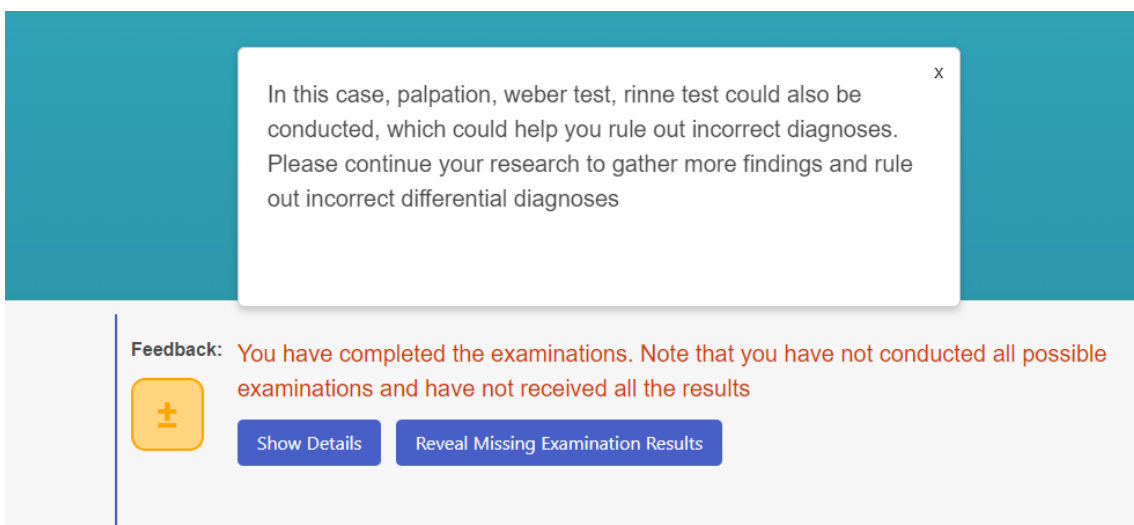 x
In this case, palpation, weber test, rinne test could also be
conducted, which could help you rule out incorrect diagnoses.
Please continue your research to gather more findings and rule
out incorrect differential diagnoses
Feedback:
You have completed the examinations. Note that you have not conducted all possible
examinations and have not received all the results
±
Show Details
Reveal Missing Examination Results